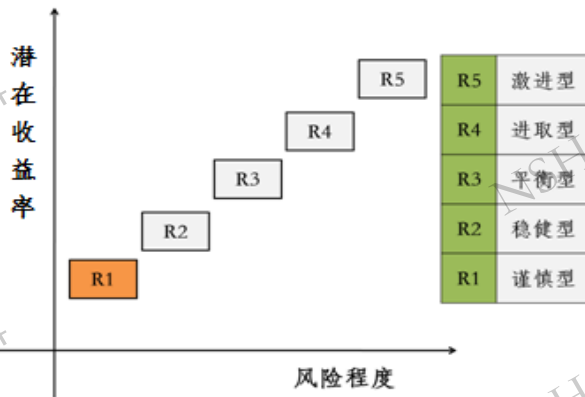 潜在收益率
R5
R4
R3
R2
R1
风险程度
R5 激进型
R4 进取型
R3 平衡型
R2 稳健型
R1 谨慎型
NSH